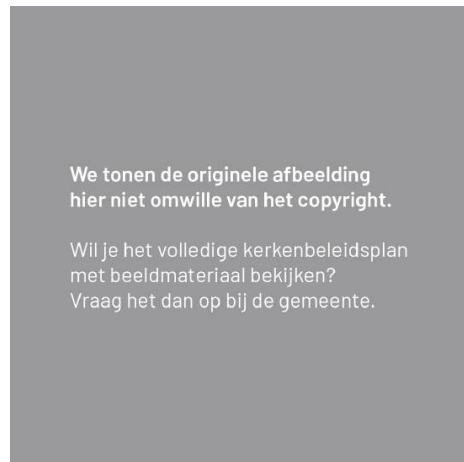 We tonen de originele afbeelding
hier niet omwille van het copyright.
Wil je het volledige kerkenbeleidsplan
met beeldmateriaal bekijken?
Vraag het dan op bij de gemeente.